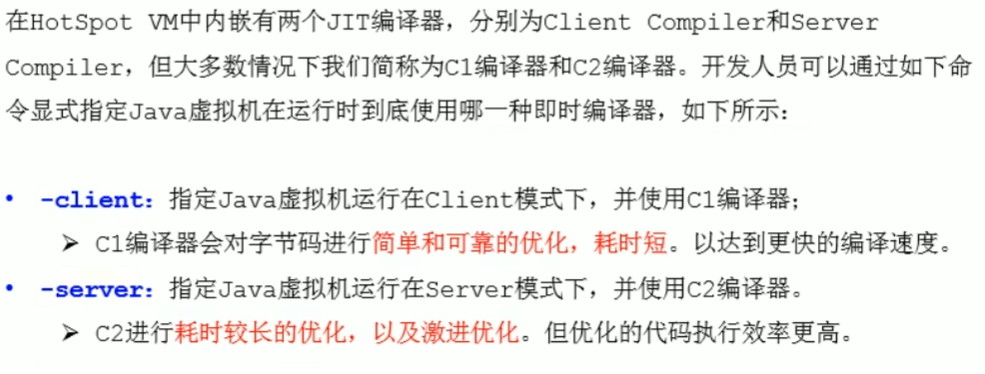 在HotSpot VM中内嵌有两个JIT编译器，分别为Client Compiler和Server
Compiler，但大多数情况下我们简称为C1编译器和C2编译器。开发人员可以通过如下命
令显式指定Java虚拟机在运行时到底使用哪一种即时编译器，如下所示：
• -client：指定Java虚拟机运行在Client模式下，并使用C1编译器；
➢ C1编译器会对字节码进行简单和可靠的优化，耗时短。以达到更快的编译速度。
• -server：指定Java虚拟机运行在Server模式下，并使用C2编译器。
➢ C2进行耗时较长的优化，以及激进优化。但优化的代码执行效率更高。